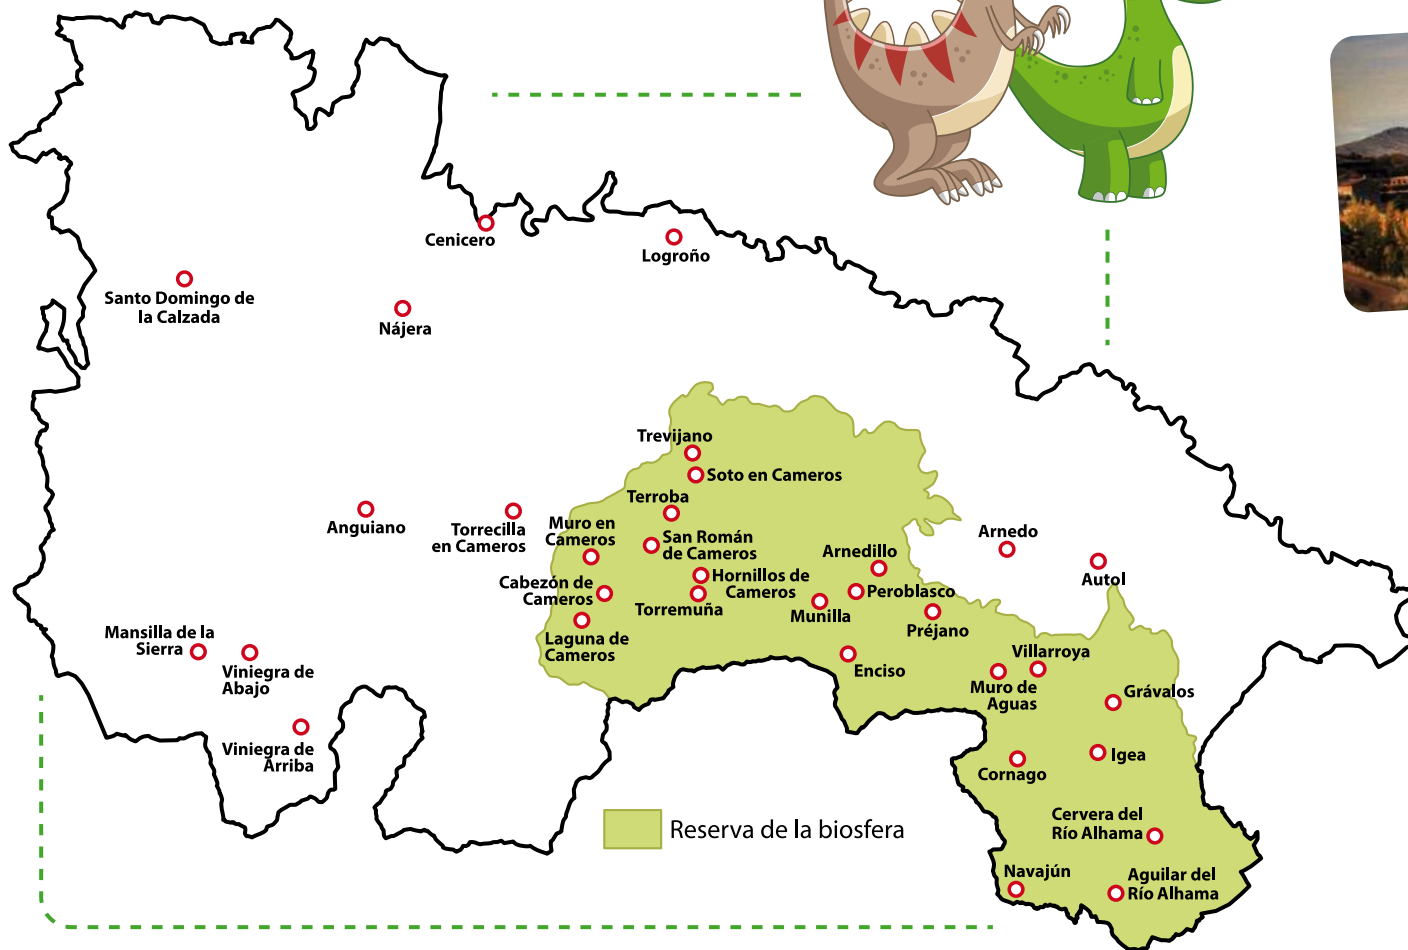 Cenicero
Logroño
Santo Domingo de
la Calzada
Nájera
Trevijano
Soto en Cameros
Terroba
Anguiano
Torrecilla
en Cameros
Muro en
Cameros
San Román
de Cameros
Arnedillo
Arnedo
Autol
Cabezón de
Cameros
Hornillos de
Cameros
Torremuña
Munilla
Peroblasco
Préjano
Laguna de
Cameros
Mansilla de la
Sierra
Viniegra de
Abajo
Enciso
Villarroya
Muro de
Aguas
Grávalos
Viniegra de
Arriba
Cornago
Igea
Reserva de la biosfera
Cervera del
Río Alhama
Navajún
Aguilar del
Río Alhama